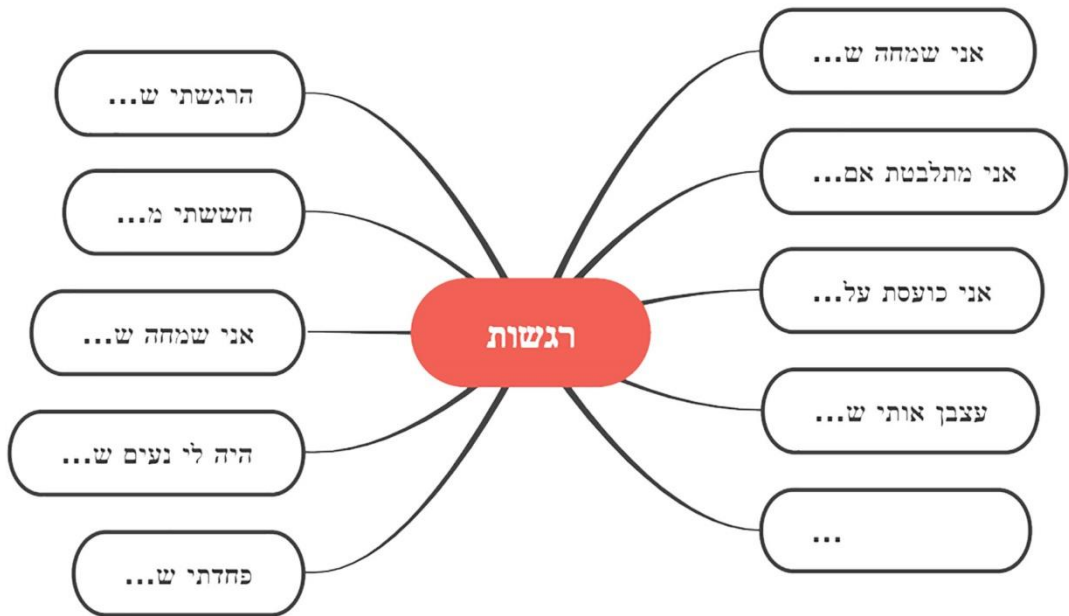 רגשות
אני שמחה ש...
אני מתלבטת אם...
אני כועסת על...
עצבן אותי ש...
...
הרגשתי ש...
חששתי מ...
אני שמחה ש...
היה לי נעים ש...
פחדתי ש...